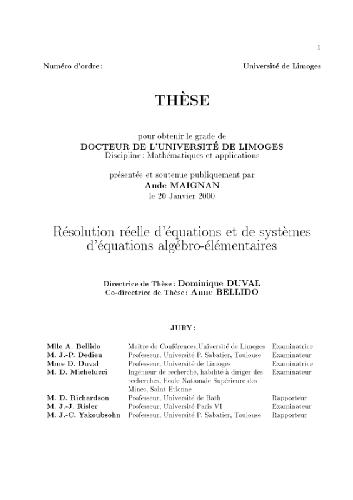 1
Numéro d'ordre: Université de Limoges
THÈSE
pour obtenir le grade de
DOCTEUR DE L'UNIVERSITÉ DE LIMOGES
Discipline: Mathématiques et applications
présentée et soutenue publiquement par
Aude MAIGNAN
le 20 Janvier 2000
Résolution réelle d'équations et de systèmes
d'équations algébro-élémentaires
Directrice de Thèse: Dominique DUVAL
Co-directrice de Thèse: Anne BELLIDO
JURY:
Mlle A. Bellido Maître de Conférences, Université de Limoges Examinatrice
M. J.-P. Dedieu Professeur, Université P. Sabatier, Toulouse Examinateur
Mme D. Duval Professeur, Université de Limoges Examinatrice
M. D. Michelucci Ingénieur de recherche, habilité à diriger des Examinateur
recherches, Ecole Nationale Supérieure des
Mines, Saint Etienne
M. D. Richardson Professeur, Université de Bath Rapporteur
M. J.-J. Risler Professeur, Université Paris VI Examinateur
M. J.-C. Yakoubsohn Professeur, Université P. Sabatier, Toulouse Rapporteur